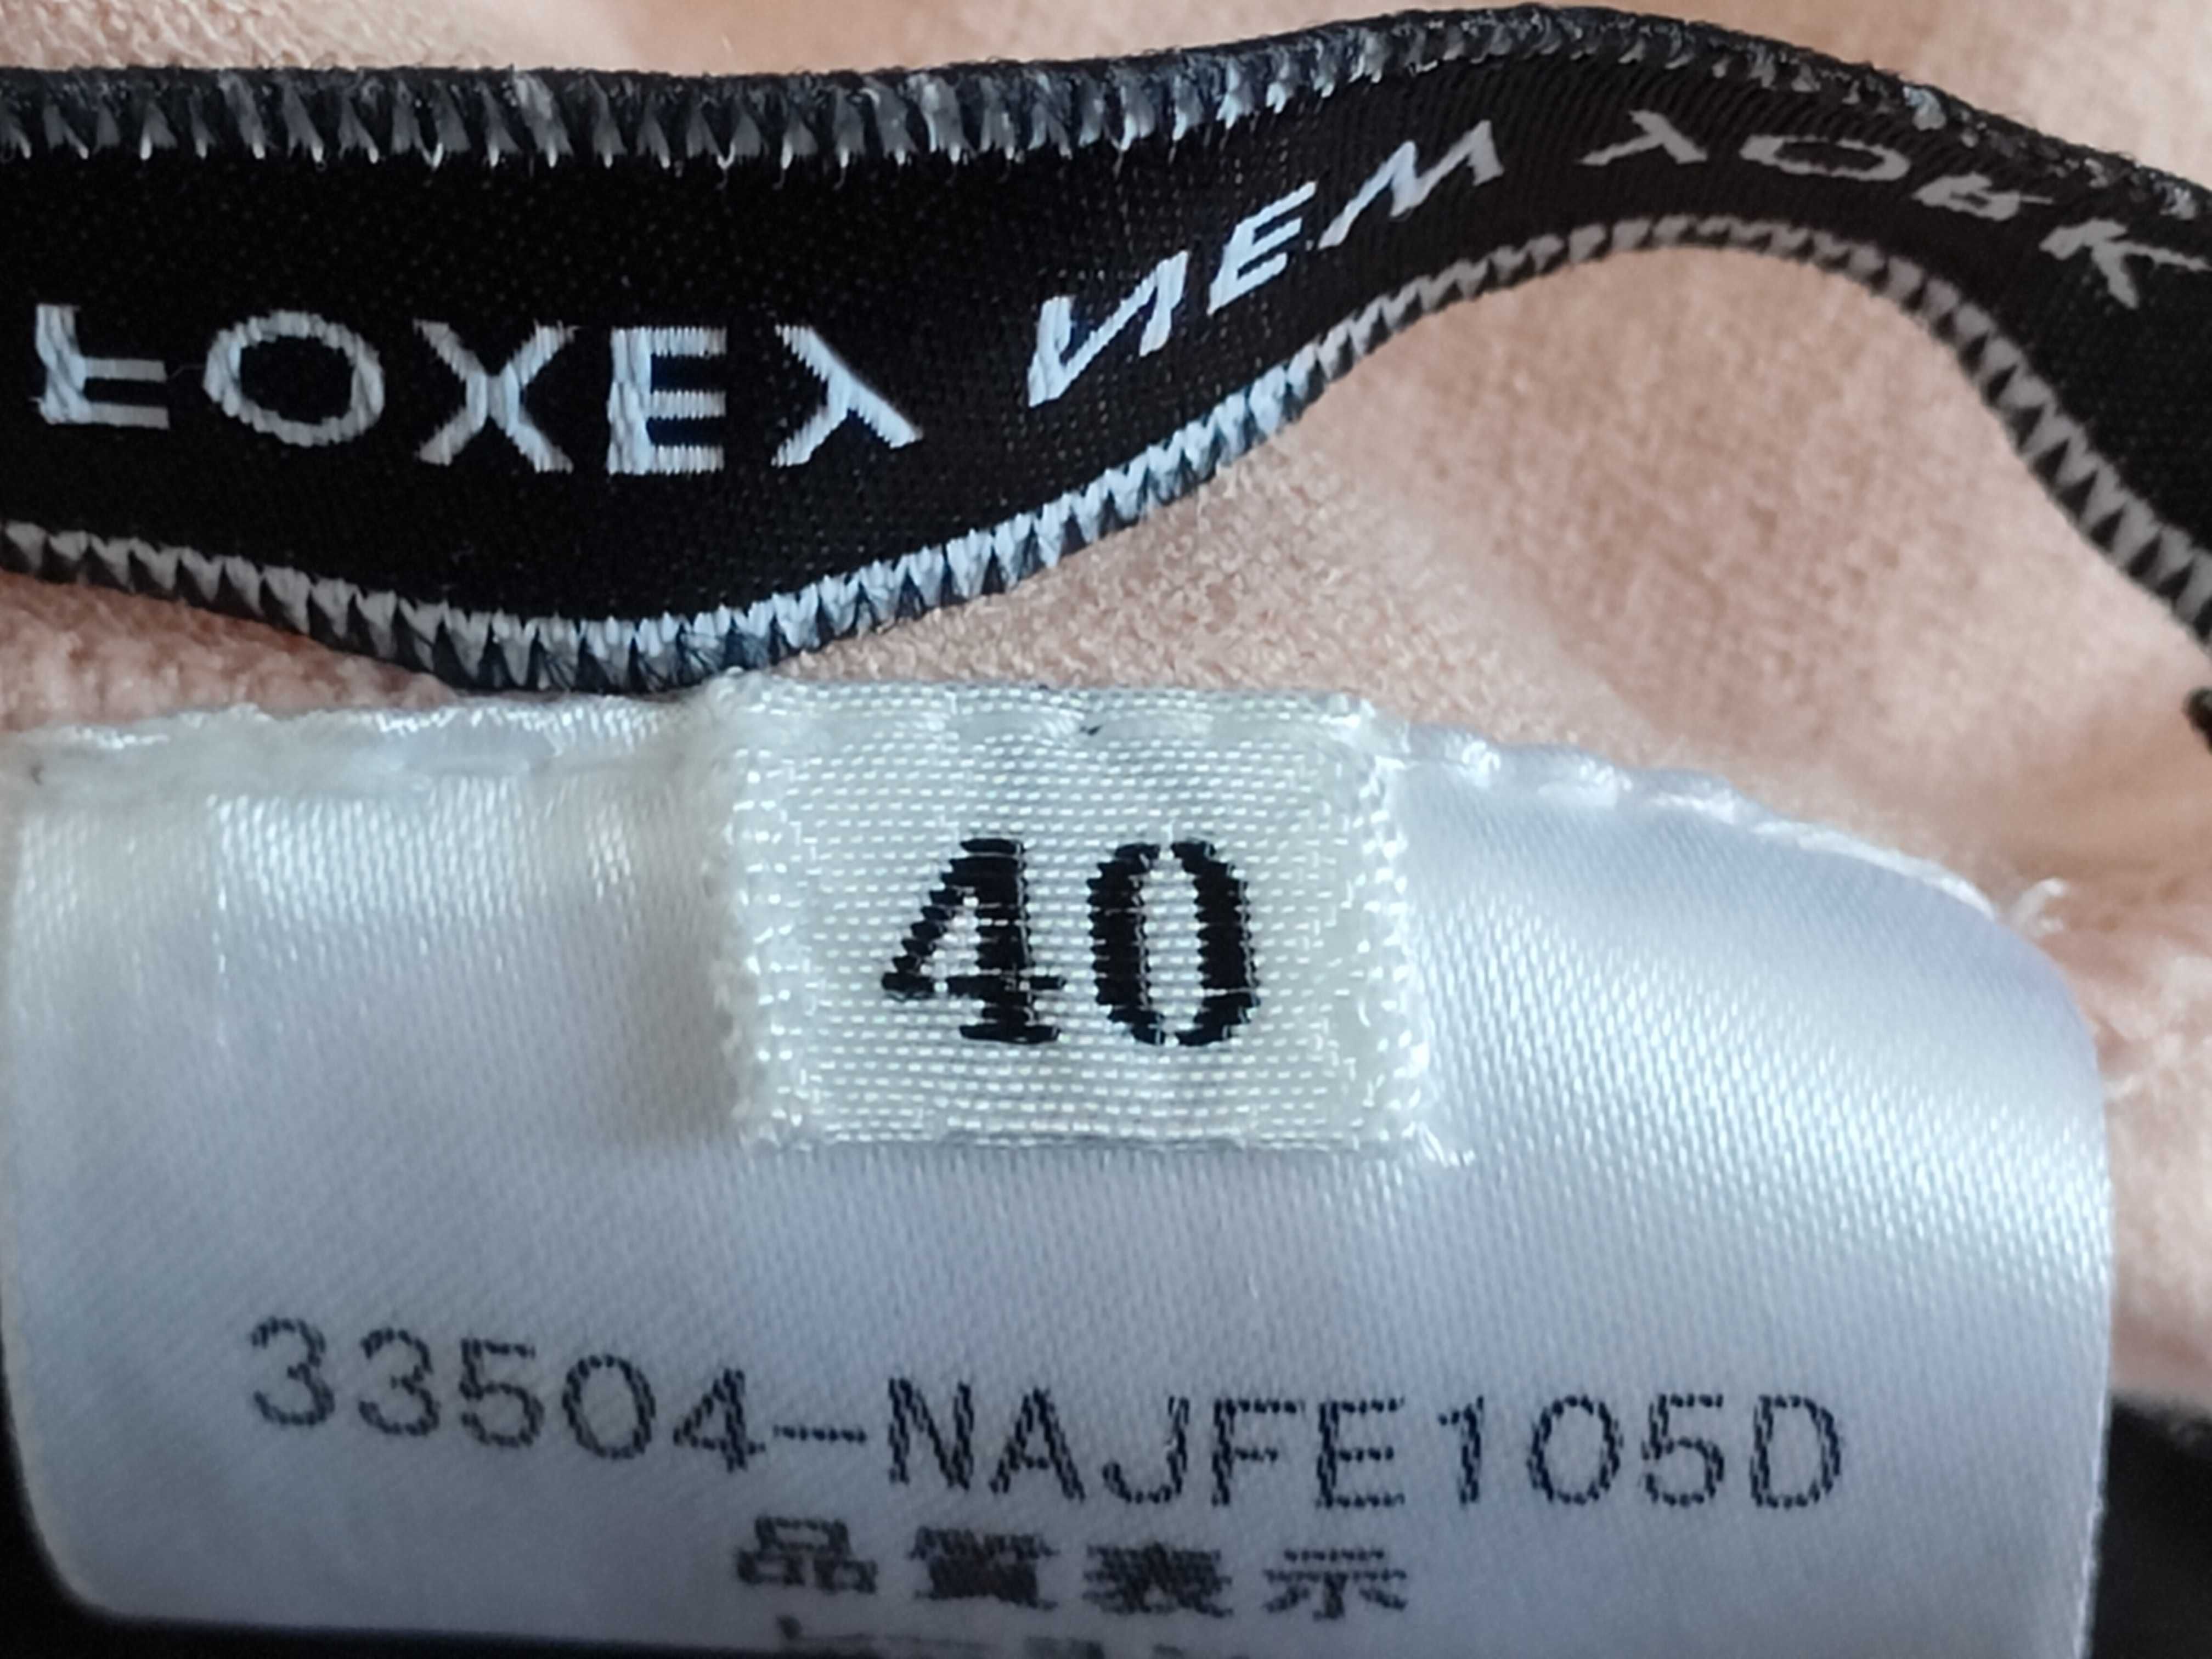 FOXEY NEW YORK
40
33504-NAJFE105D
品質表示